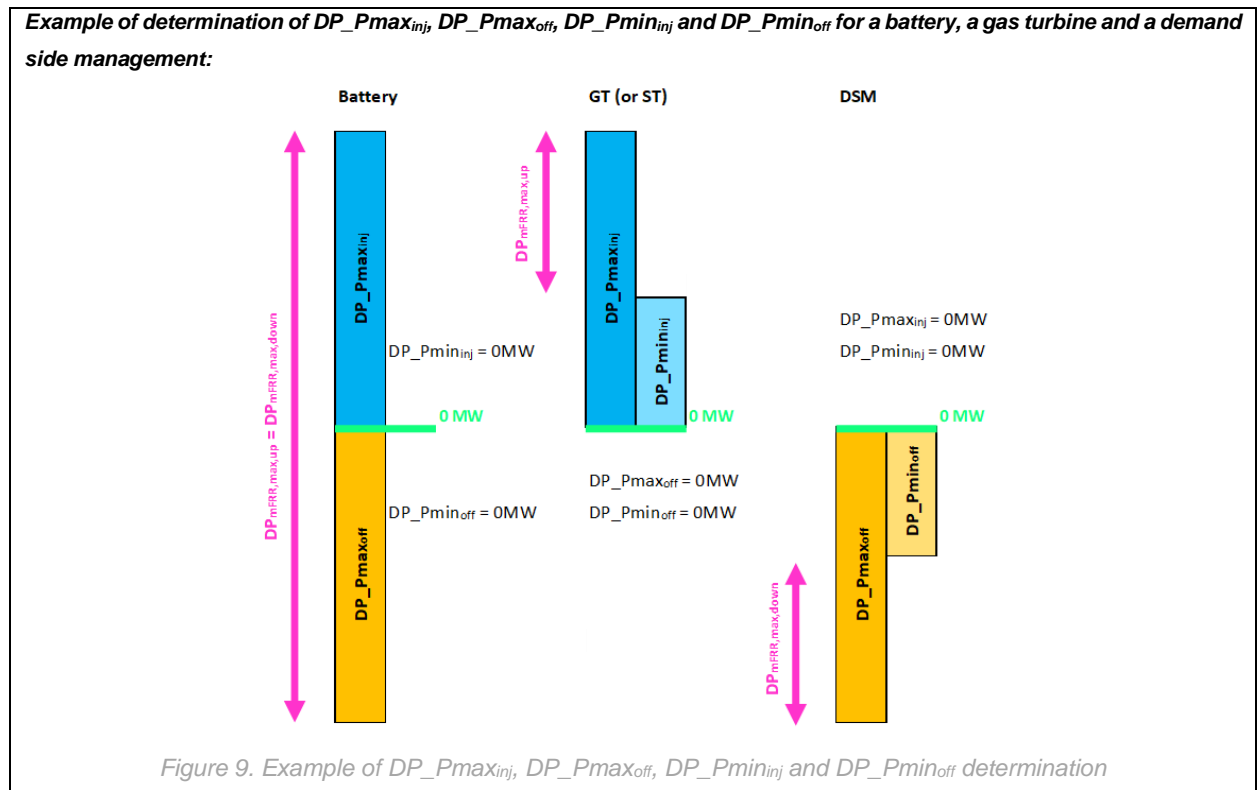 Example of determination of DP_Pmaxinj, DP_Pmaxoff, DP_Pmininj and DP_Pminoff for a battery, a gas turbine and a demand
side management:
Battery
GT (or ST)
DSM
DPmFRR,max,up = DPmFRR,max,down
DP_Pmaxinj
DP_Pmininj = 0MW
0 MW
DP_Pmaxoff
DP_Pminoff = 0MW
DPmFRR,max,up
DP_Pmaxinj
DP_Pmininj
0 MW
DP_Pmaxoff = 0MW
DP_Pminoff = 0MW
DP_Pmaxinj = 0MW
DP_Pmininj = 0MW
0 MW
DP_Pmaxoff
DP_Pminoff
DPmFRR,max,down
Figure 9. Example of DP_Pmaxinj, DP_Pmaxoff, DP_Pmininj and DP_Pminoff determination